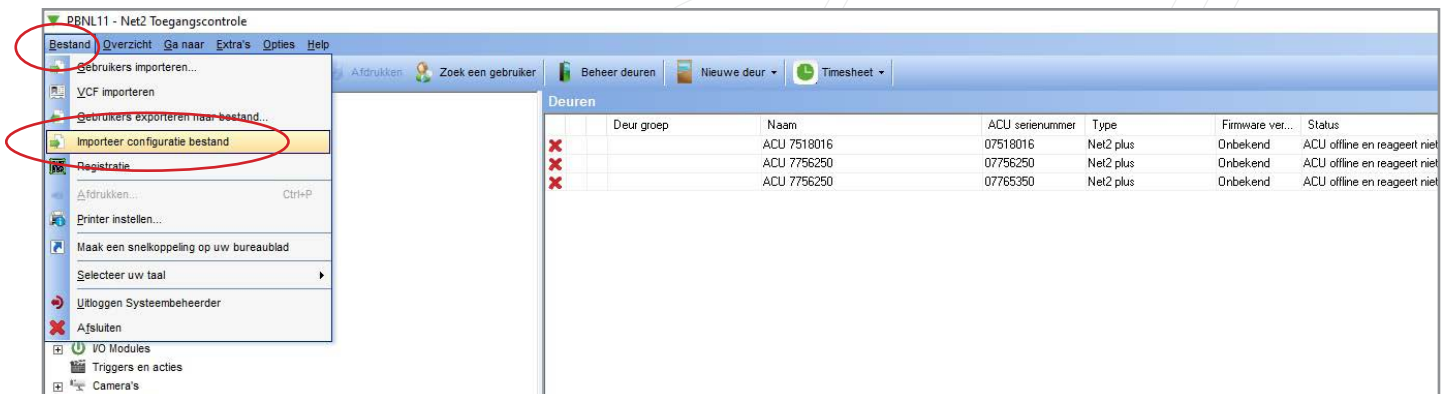 PBNL11 - Net2 Toegangscontrole
Bestand Overzicht Ga naar Extra's Opties Help
Gebruikers importeren...
Afdrukken Zoek een gebruiker Beheer deuren Nieuwe deur Timesheet
VCF importeren
Gebruikers exporteren naar bestand...
Importeer configuratie bestand
Registratie
Afdrukken... Ctrl+P
Printer instellen...
Maak een snelkoppeling op uw bureaublad
Selecteer uw taal
Uitloggen Systeembeheerder
Afsluiten
I/O Modules
Triggers en acties
Camera's
Deuren
Deur groep Naam ACU serienummer Type Firmware ver... Status
ACU 7518016 07518016 Net2 plus Onbekend ACU offline en reageert niet
ACU 7756250 07756250 Net2 plus Onbekend ACU offline en reageert niet
ACU 7756250 07765350 Net2 plus Onbekend ACU offline en reageert niet